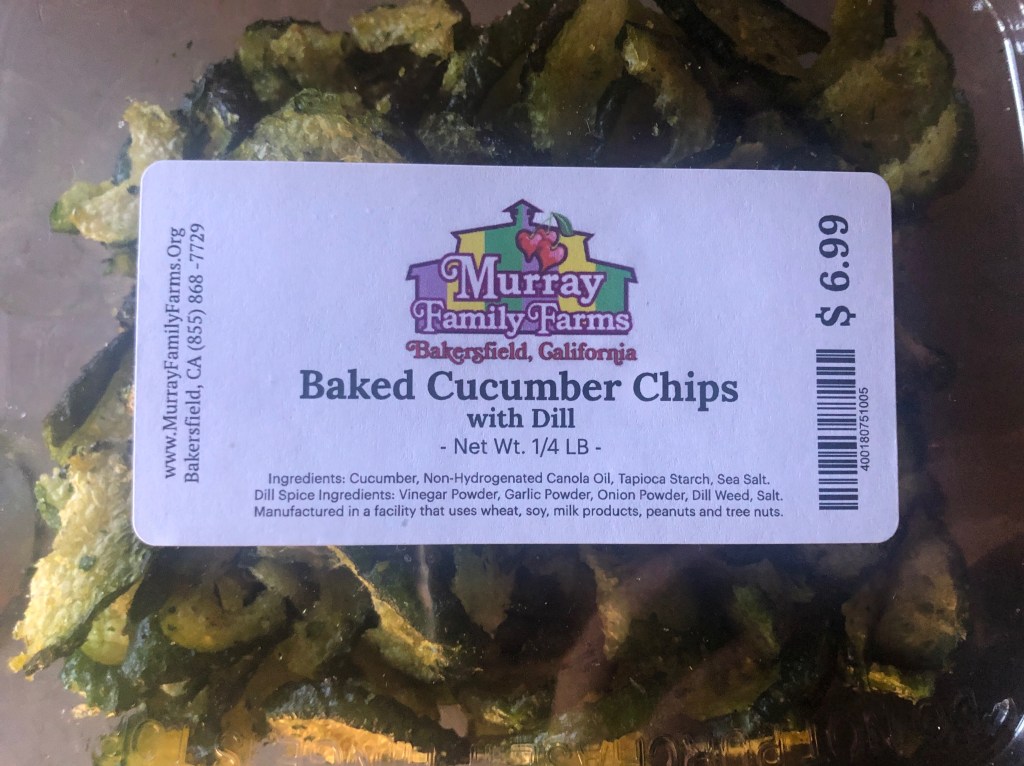 www.MurrayFamilyFarms.Org
Bakersfield, CA (855) 868 -7729
Murray
Family Farms
Bakersfield, California
Baked Cucumber Chips
with Dill
- Net Wt. 1/4 LB -
Ingredients: Cucumber, Non-Hydrogenated Canola Oil, Tapioca Starch, Sea Salt.
Dill Spice Ingredients: Vinegar Powder, Garlic Powder, Onion Powder, Dill Weed, Salt.
Manufactured in a facility that uses wheat, soy, milk products, peanuts and tree nuts.
$ 6.99
400180751005